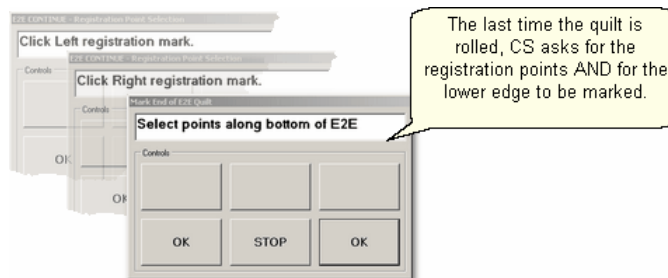 E2E CONTINUE - Registration Point Selection
Click Left registration mark.
Controls
OK
E2E CONTINUE - Registration Point Selection
Click Right registration mark.
Controls
OK
Mark End of E2E Quilt
Select points along bottom of E2E
Controls
OK STOP OK
The last time the quilt is
rolled, CS asks for the
registration points AND for the
lower edge to be marked.